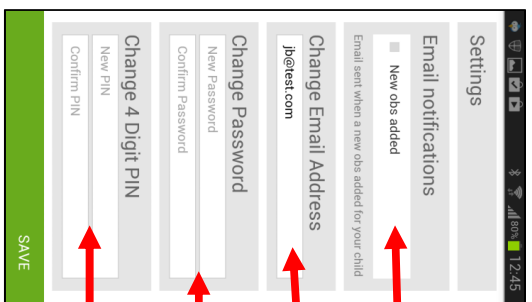 80% 12:45
Settings
Email notifications
New obs added
Email sent when a new obs added for your child
Change Email Address
jb@test.com
Change Password
New Password
Confirm Password
Change 4 Digit PIN
New PIN
Confirm PIN
SAVE